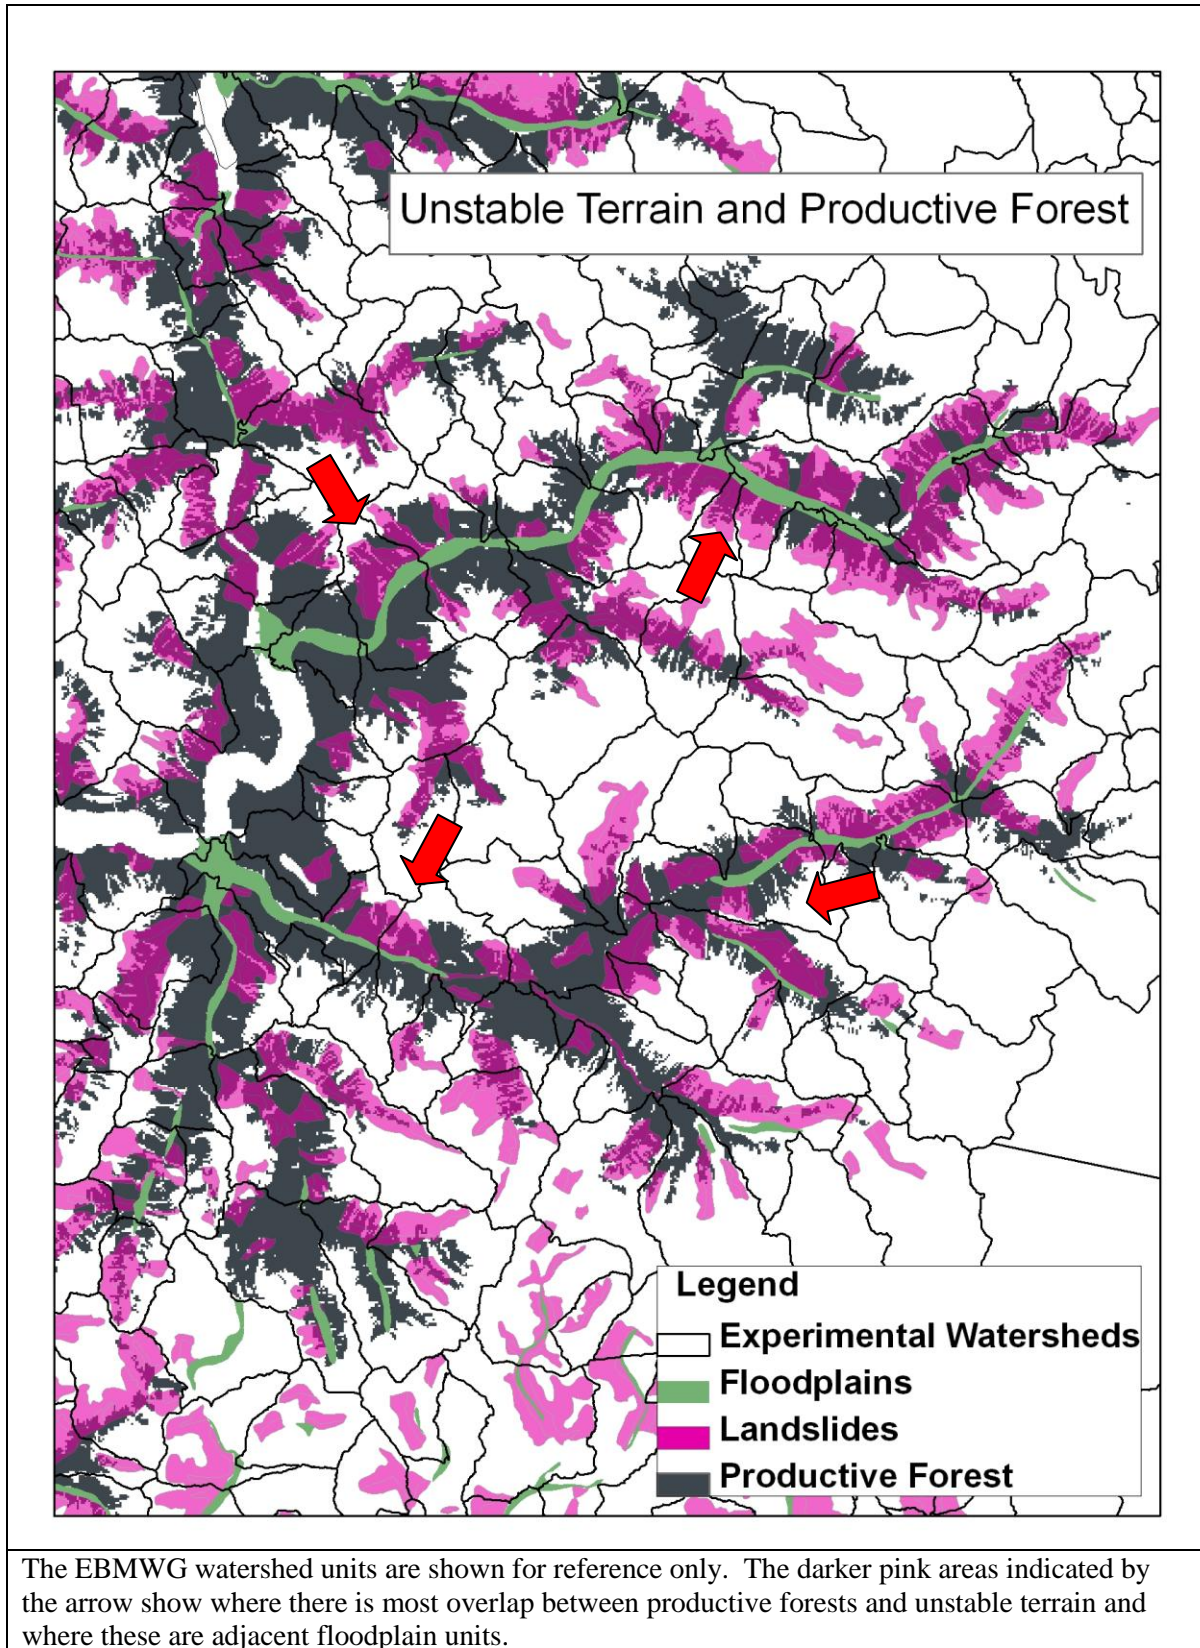 Unstable Terrain and Productive Forest
Legend
Experimental Watersheds
Floodplains
Landslides
Productive Forest
The EBMWG watershed units are shown for reference only.  The darker pink areas indicated by
the arrow show where there is most overlap between productive forests and unstable terrain and
where these are adjacent floodplain units.